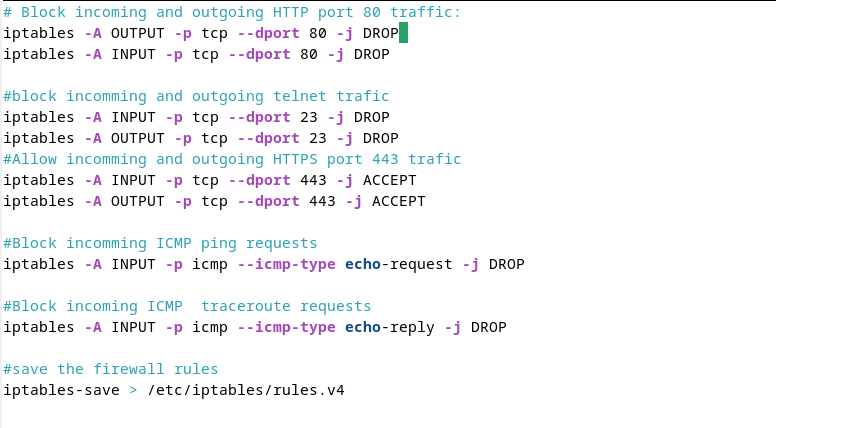 # Block incoming and outgoing HTTP port 80 traffic:
iptables -A OUTPUT -p tcp --dport 80 -j DROP
iptables -A INPUT -p tcp --dport 80 -j DROP
#block incomming and outgoing telnet trafic
iptables -A INPUT -p tcp --dport 23 -j DROP
iptables -A OUTPUT -p tcp --dport 23 -j DROP
#Allow incomming and outgoing HTTPS port 443 trafic
iptables -A INPUT -p tcp --dport 443 -j ACCEPT
iptables -A OUTPUT -p tcp --dport 443 -j ACCEPT
#Block incomming ICMP ping requests
iptables -A INPUT -p icmp --icmp-type echo-request -j DROP
#Block incoming ICMP  traceroute requests
iptables -A INPUT -p icmp --icmp-type echo-reply -j DROP
#save the firewall rules
iptables-save > /etc/iptables/rules.v4